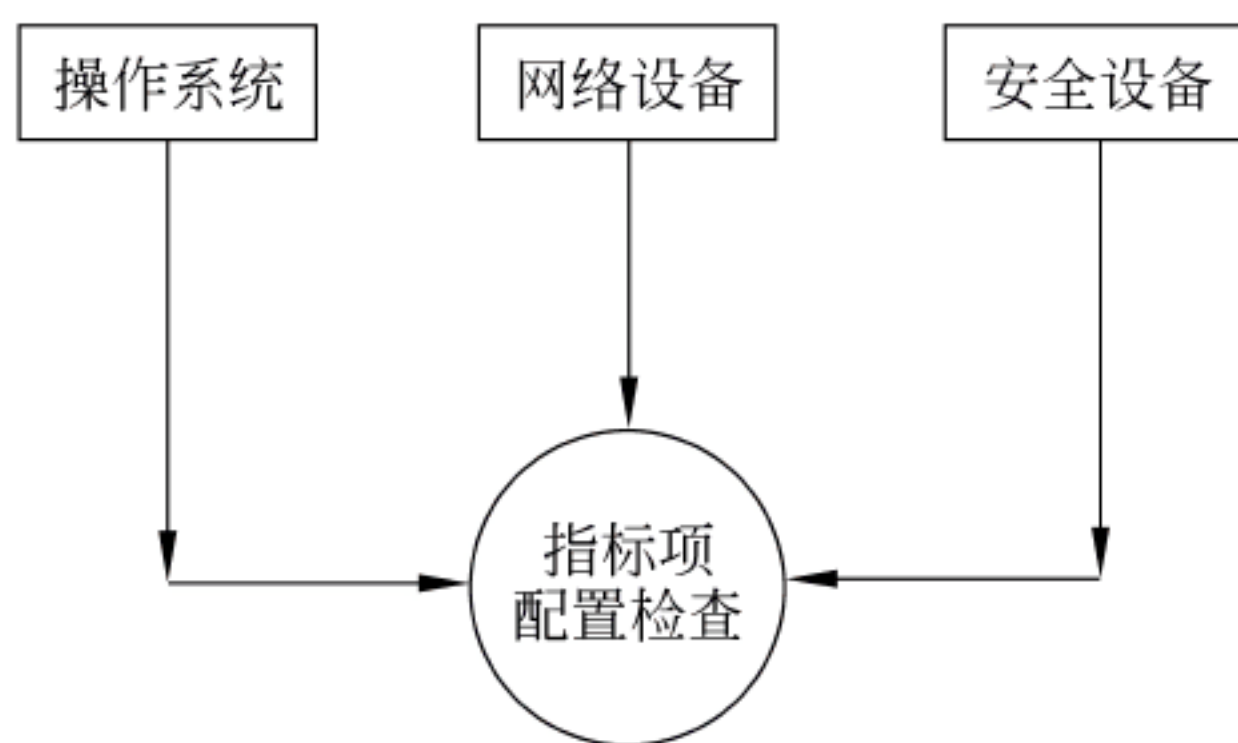 操作系统
网络设备
安全设备
指标项
配置检查